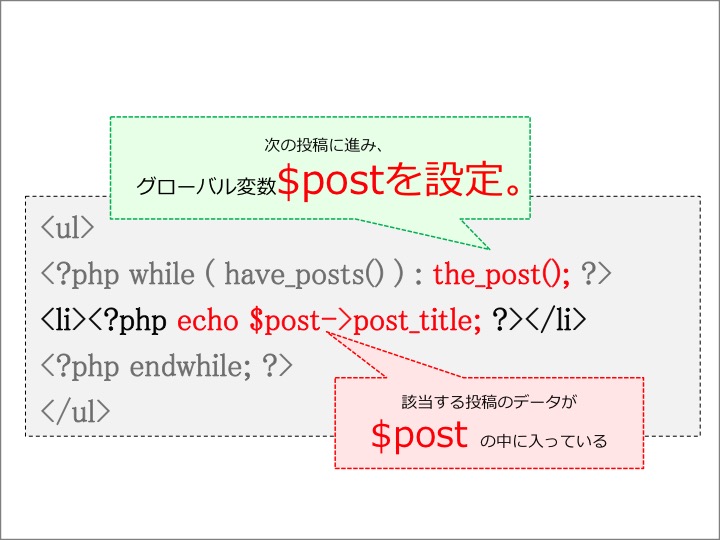 次の投稿に進み、
グローバル変数$postを設定。
<ul>
<?php while ( have_posts() ) : the_post(); ?>
<li><?php echo $post->post_title; ?></li>
<?php endwhile; ?>
</ul>
該当する投稿のデータが
$post の中に入っている